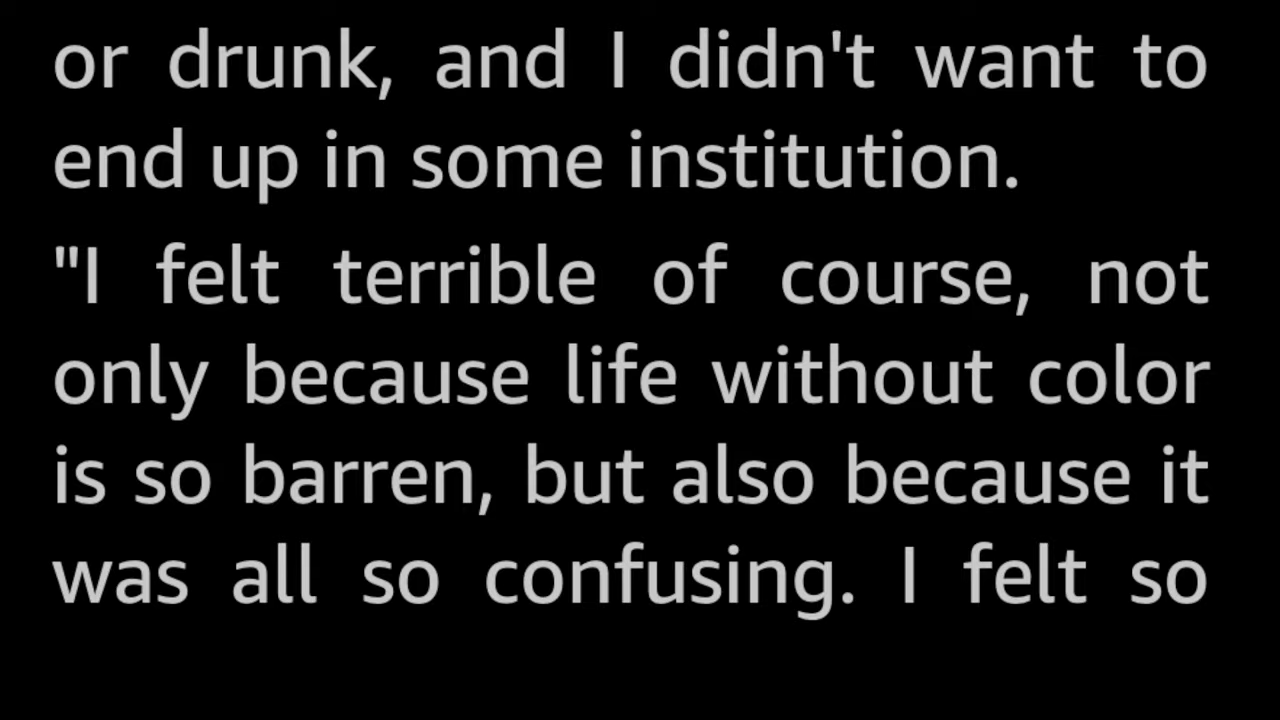 or drunk, and I didn't want to
end up in some institution.
"I felt terrible of course, not
only because life without color
is so barren, but also because it
was all so confusing. I felt so